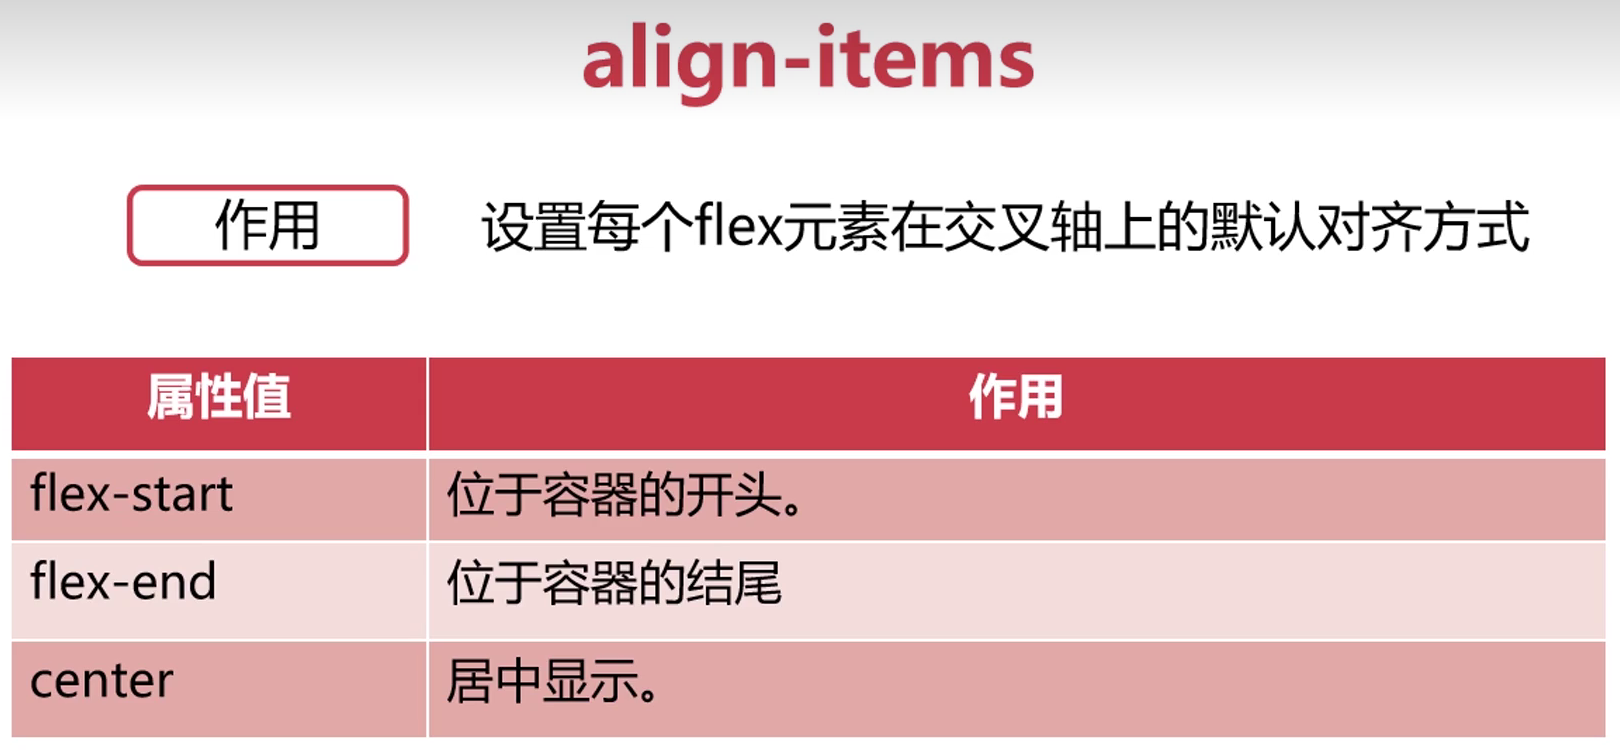 align-items
作用
设置每个flex元素在交叉轴上的默认对齐方式
属性值 作用
flex-start 位于容器的开头。
flex-end 位于容器的结尾
center 居中显示。